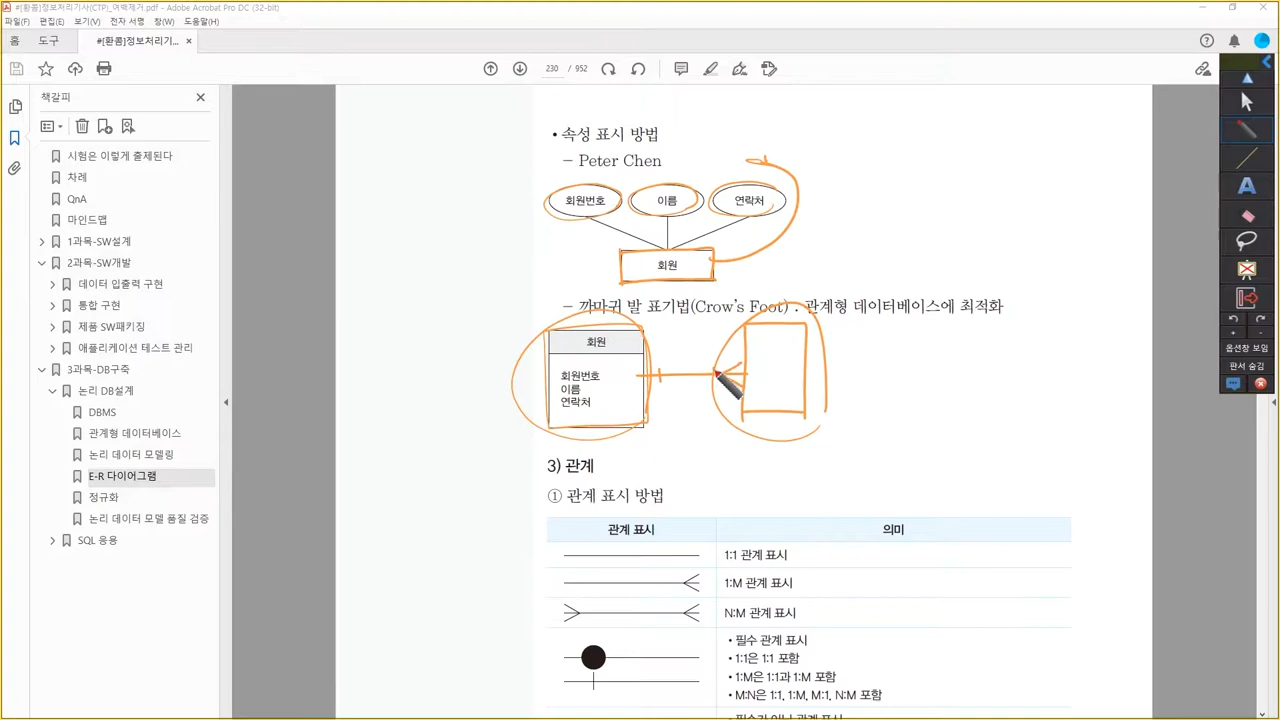 #[환콤]정보처리기사(CTP)_여백제거.pdf - Adobe Acrobat Pro DC (32-bit)
파일(F) 편집(E) 보기(V) 전자 서명 창(W) 도움말(H)
홈 도구 #[환콤]정보처리기... ×
230 / 952
책갈피
시험은 이렇게 출제된다
차례
QnA
마인드맵
1과목-SW설계
2과목-SW개발
데이터 입출력 구현
통합 구현
제품 SW패키징
애플리케이션 테스트 관리
3과목-DB구축
논리 DB설계
DBMS
관계형 데이터베이스
논리 데이터 모델링
E-R 다이어그램
정규화
논리 데이터 모델 품질 검증
SQL 응용
• 속성 표시 방법
– Peter Chen
회원번호 이름 연락처
회원
– 까마귀 발 표기법(Crow's Foot) : 관계형 데이터베이스에 최적화
회원
회원번호
이름
연락처
3) 관계
① 관계 표시 방법
관계 표시 의미
1:1 관계 표시
1:M 관계 표시
N:M 관계 표시
• 필수 관계 표시
• 1:1은 1:1 포함
• 1:M은 1:1과 1:M 포함
• M:N은 1:1, 1:M, M:1, N:M 포함
옵션창 보임
판서 숨김